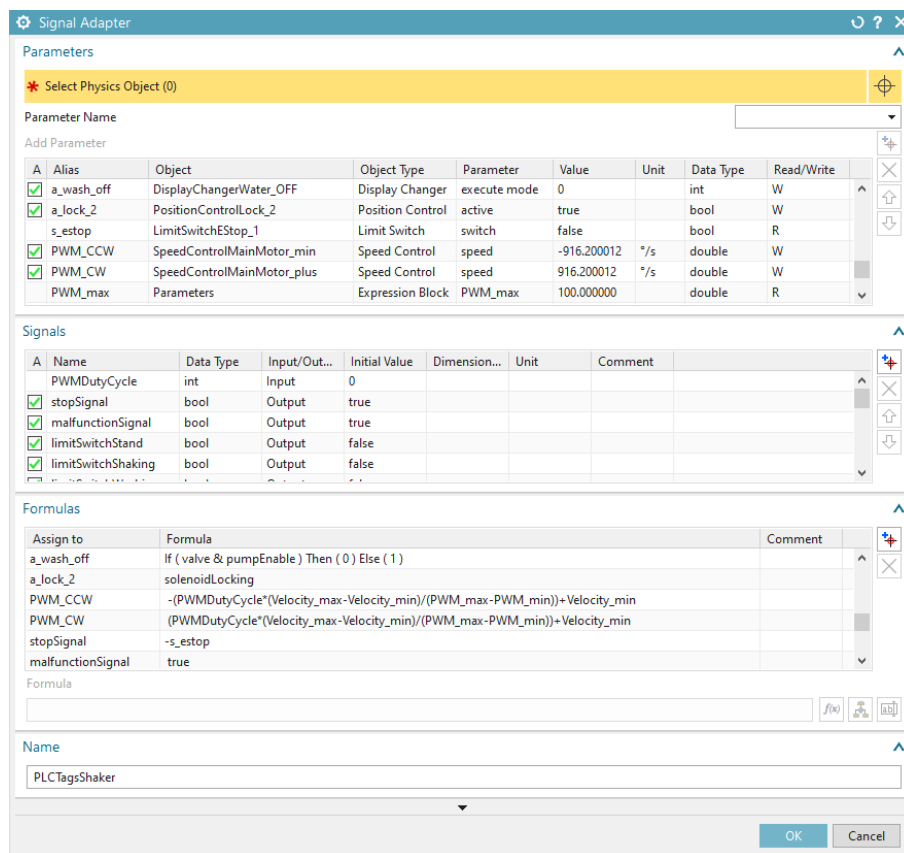 Signal Adapter
Parameters
Select Physics Object (0)
Parameter Name
Add Parameter
A Alias Object Object Type Parameter Value Unit Data Type Read/Write
a_wash_off DisplayChangerWater_OFF Display Changer execute mode 0 int W
a_lock_2 PositionControlLock_2 Position Control active true bool W
s_estop LimitSwitchEStop_1 Limit Switch switch false bool R
PWM_CCW SpeedControlMainMotor_min Speed Control speed -916.200012 °/s double W
PWM_CW SpeedControlMainMotor_plus Speed Control speed 916.200012 °/s double W
PWM_max Parameters Expression Block PWM_max 100.000000 double R
Signals
A Name Data Type Input/Out... Initial Value Dimension... Unit Comment
PWMDutyCycle int Input 0
stopSignal bool Output true
malfunctionSignal bool Output true
limitSwitchStand bool Output false
limitSwitchShaking bool Output false
Formulas
Assign to Formula Comment
a_wash_off If ( valve & pumpEnable ) Then ( 0 ) Else ( 1 )
a_lock_2 solenoidLocking
PWM_CCW -(PWMDutyCycle*(Velocity_max-Velocity_min)/(PWM_max-PWM_min))+Velocity_min
PWM_CW (PWMDutyCycle*(Velocity_max-Velocity_min)/(PWM_max-PWM_min))+Velocity_min
stopSignal -s_estop
malfunctionSignal true
Formula
Name
PLCTagsShaker
OK Cancel